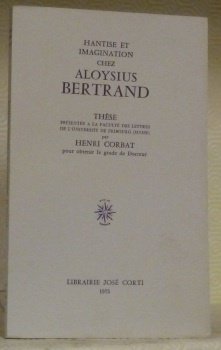 HANTISE ET
IMAGINATION
CHEZ
ALOYSIUS
BERTRAND
THÈSE
PRÉSENTÉE A LA FACULTÉ DES LETTRES
DE L'UNIVERSITÉ DE FRIBOURG (SUISSE)
par
HENRI CORBAT
pour obtenir le grade de Docteur
LIBRAIRIE JOSÉ CORTI
1975